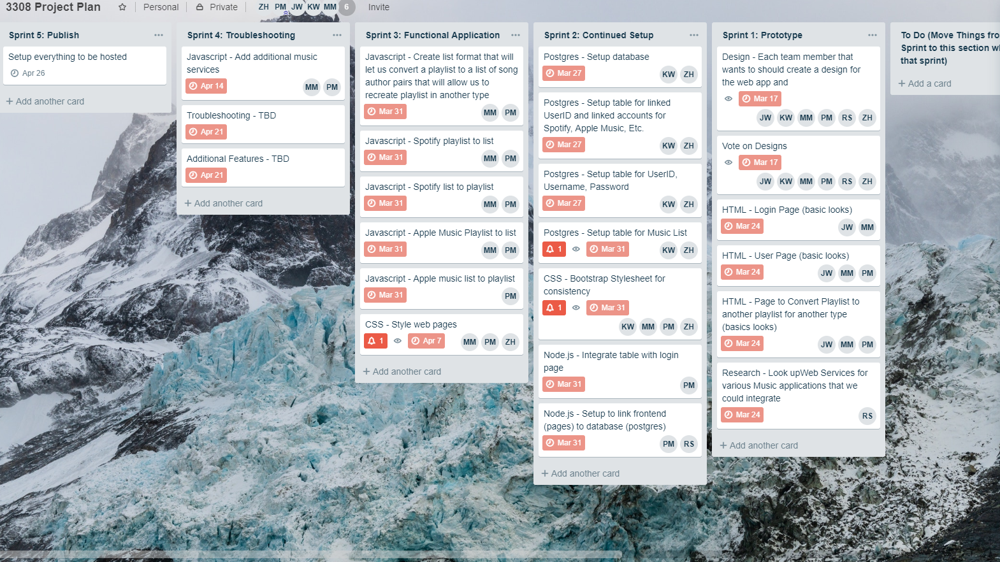 3308 Project Plan
Personal
Private
ZH PM JW KW MM 6
Invite
Sprint 5: Publish
Setup everything to be hosted
Apr 26
+ Add another card
Sprint 4: Troubleshooting
Javascript - Add additional music
services
Apr 14
MM PM
Troubleshooting - TBD
Apr 21
Additional Features - TBD
Apr 21
+ Add another card
Sprint 3: Functional Application
Javascript - Create list format that will
let us convert a playlist to a list of song
author pairs that will allow us to
recreate playlist in another type
Mar 31
MM PM
Javascript - Spotify playlist to list
Mar 31
MM PM
Javascript - Spotify list to playlist
Mar 31
MM PM
Javascript - Apple Music Playlist to list
Mar 31
MM PM
Javascript - Apple music list to playlist
Mar 31
PM
CSS - Style web pages
1 Apr 7
MM PM ZH
+ Add another card
Sprint 2: Continued Setup
Postgres - Setup database
Mar 27
KW ZH
Postgres - Setup table for linked
UserID and linked accounts for
Spotify, Apple Music, Etc.
Mar 27
KW ZH
Postgres - Setup table for UserID,
Username, Password
Mar 27
KW ZH
Postgres - Setup table for Music List
1 Mar 31
KW ZH
CSS - Bootstrap Stylesheet for
consistency
1 Mar 31
KW MM PM ZH
Node.js - Integrate table with login
page
Mar 31
PM
Node.js - Setup to link frontend
(pages) to database (postgres)
Mar 31
PM RS
+ Add another card
Sprint 1: Prototype
Design - Each team member that
wants to should create a design for
the web app and
Mar 17
JW KW MM PM RS ZH
Vote on Designs
Mar 17
JW KW MM PM RS ZH
HTML - Login Page (basic looks)
Mar 24
JW MM
HTML - User Page (basic looks)
Mar 24
JW MM PM
HTML - Page to Convert Playlist to
another playlist for another type
(basics looks)
Mar 24
JW MM PM
Research - Look upWeb Services for
various Music applications that we
could integrate
Mar 24
RS
+ Add another card
To Do (Move Things fro
Sprint to this section
that sprint)
+ Add a card